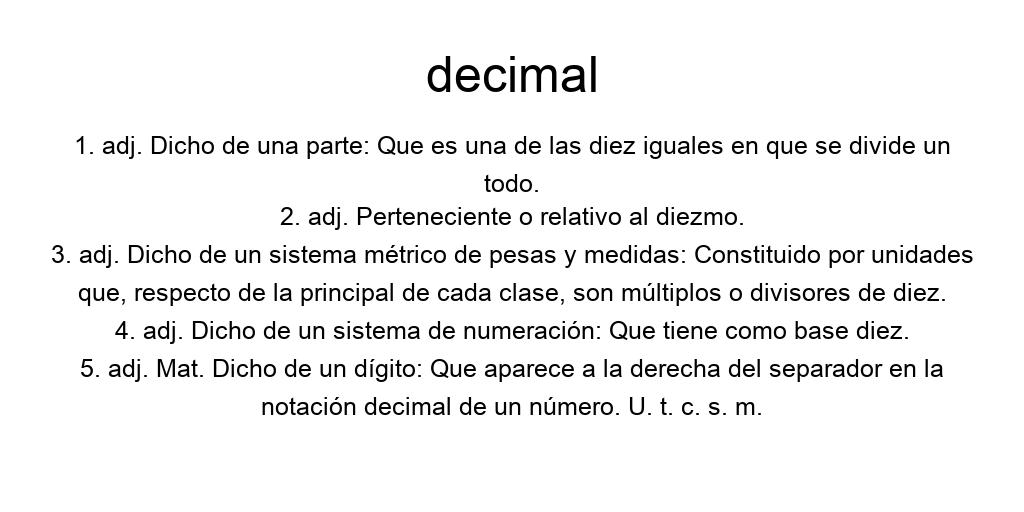 decimal
1. adj. Dicho de una parte: Que es una de las diez iguales en que se divide un
todo.
2. adj. Perteneciente o relativo al diezmo.
3. adj. Dicho de un sistema métrico de pesas y medidas: Constituido por unidades
que, respecto de la principal de cada clase, son múltiplos o divisores de diez.
4. adj. Dicho de un sistema de numeración: Que tiene como base diez.
5. adj. Mat. Dicho de un dígito: Que aparece a la derecha del separador en la
notación decimal de un número. U. t. c. s. m.